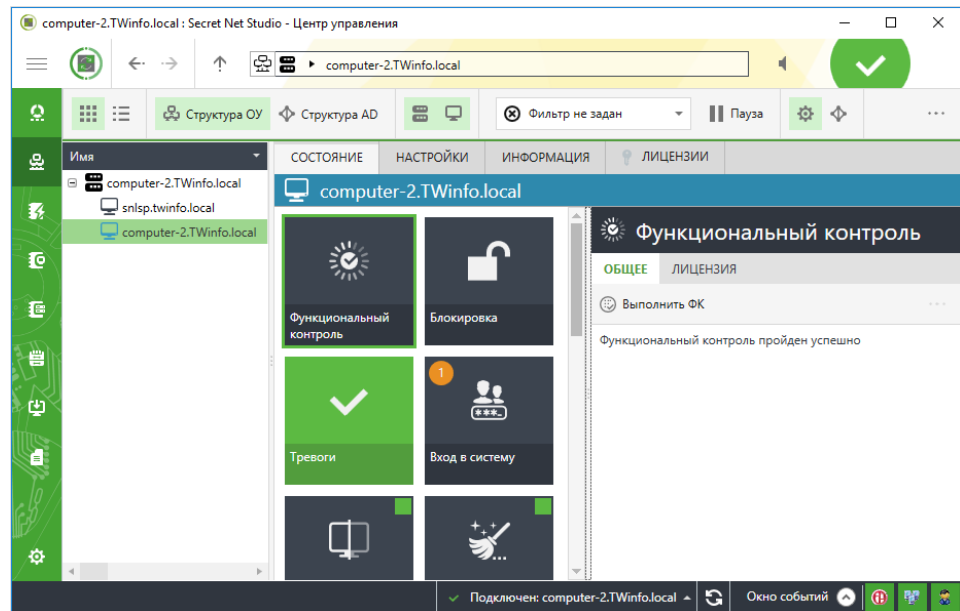 computer-2.TWinfo.local : Secret Net Studio - Центр управления
computer-2.TWinfo.local
Структура ОУ
Структура AD
Фильтр не задан
Пауза
Имя
computer-2.TWinfo.local
snlsp.twinfo.local
computer-2.TWinfo.local
СОСТОЯНИЕ
НАСТРОЙКИ
ИНФОРМАЦИЯ
ЛИЦЕНЗИИ
computer-2.TWinfo.local
Функциональный
контроль
Блокировка
Тревоги
1
***_
Вход в систему
Функциональный контроль
ОБЩЕЕ
ЛИЦЕНЗИЯ
Выполнить ФК
Функциональный контроль пройден успешно
Подключен: computer-2.TWinfo.local
Окно событий